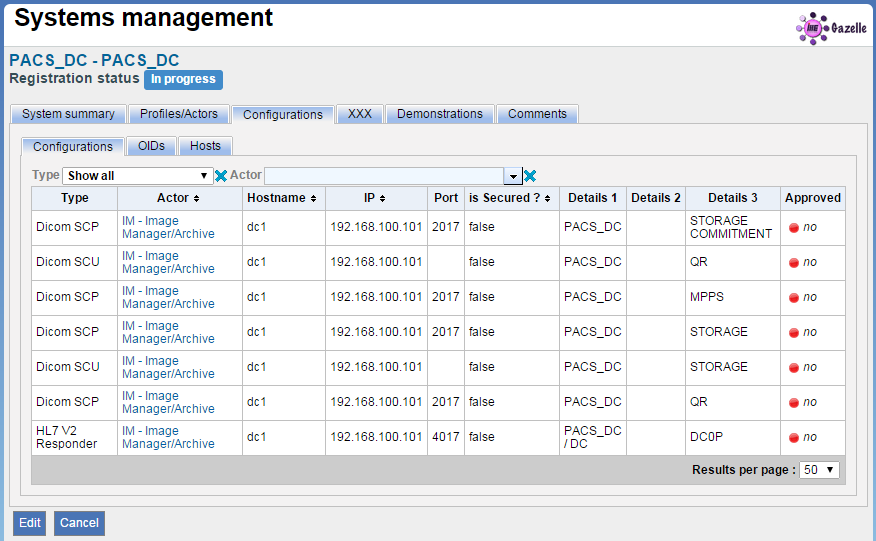 Systems management
IHE Gazelle
PACS_DC - PACS_DC
Registration status In progress
System summary Profiles/Actors Configurations XXX Demonstrations Comments
Configurations OIDs Hosts
Type Show all Actor
Type Actor Hostname IP Port is Secured ? Details 1 Details 2 Details 3 Approved
Dicom SCP IM - Image Manager/Archive dc1 192.168.100.101 2017 false PACS_DC STORAGE COMMITMENT no
Dicom SCU IM - Image Manager/Archive dc1 192.168.100.101 false PACS_DC QR no
Dicom SCP IM - Image Manager/Archive dc1 192.168.100.101 2017 false PACS_DC MPPS no
Dicom SCP IM - Image Manager/Archive dc1 192.168.100.101 2017 false PACS_DC STORAGE no
Dicom SCU IM - Image Manager/Archive dc1 192.168.100.101 false PACS_DC STORAGE no
Dicom SCP IM - Image Manager/Archive dc1 192.168.100.101 2017 false PACS_DC QR no
HL7 V2 Responder IM - Image Manager/Archive dc1 192.168.100.101 4017 false PACS_DC / DC DC0P no
Results per page : 50
Edit Cancel